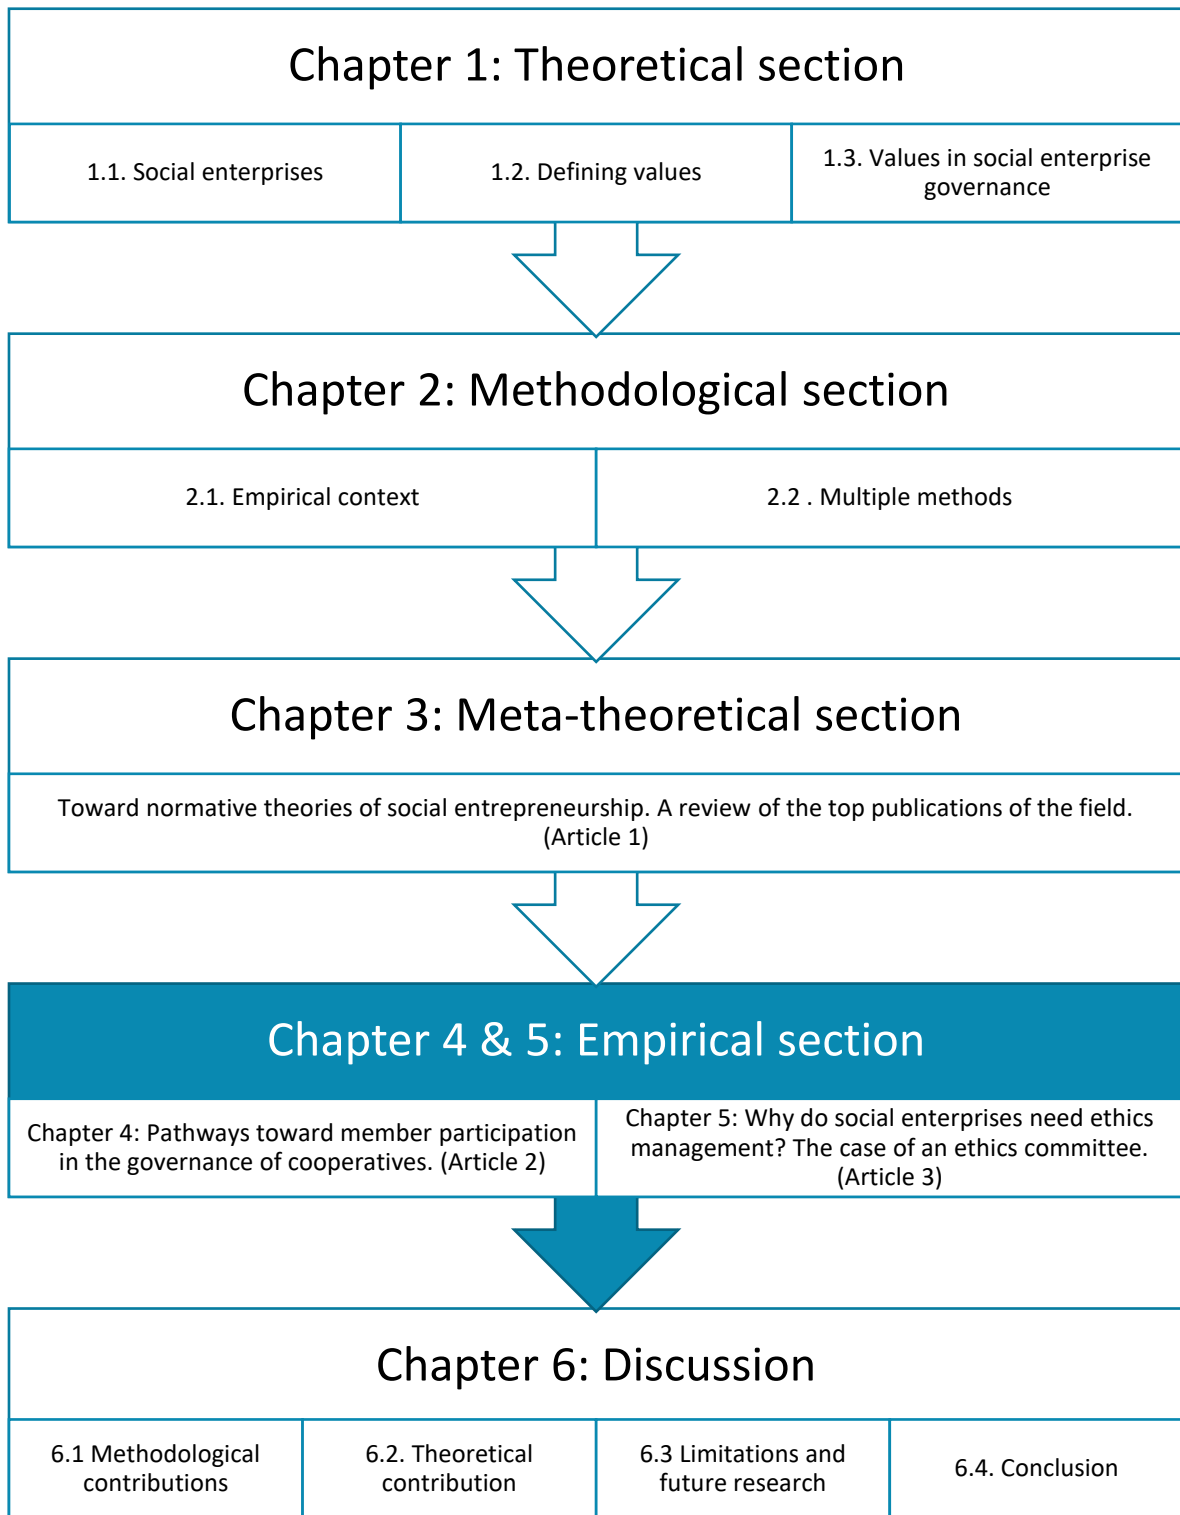 Chapter 1: Theoretical section
1.1. Social enterprises
1.2. Defining values
1.3. Values in social enterprise
governance
Chapter 2: Methodological section
2.1. Empirical context
2.2 . Multiple methods
Chapter 3: Meta-theoretical section
Toward normative theories of social entrepreneurship. A review of the top publications of the field.
(Article 1)
Chapter 4 & 5: Empirical section
Chapter 4: Pathways toward member participation
in the governance of cooperatives. (Article 2)
Chapter 5: Why do social enterprises need ethics
management? The case of an ethics committee.
(Article 3)
Chapter 6: Discussion
6.1 Methodological
contributions
6.2. Theoretical
contribution
6.3 Limitations and
future research
6.4. Conclusion